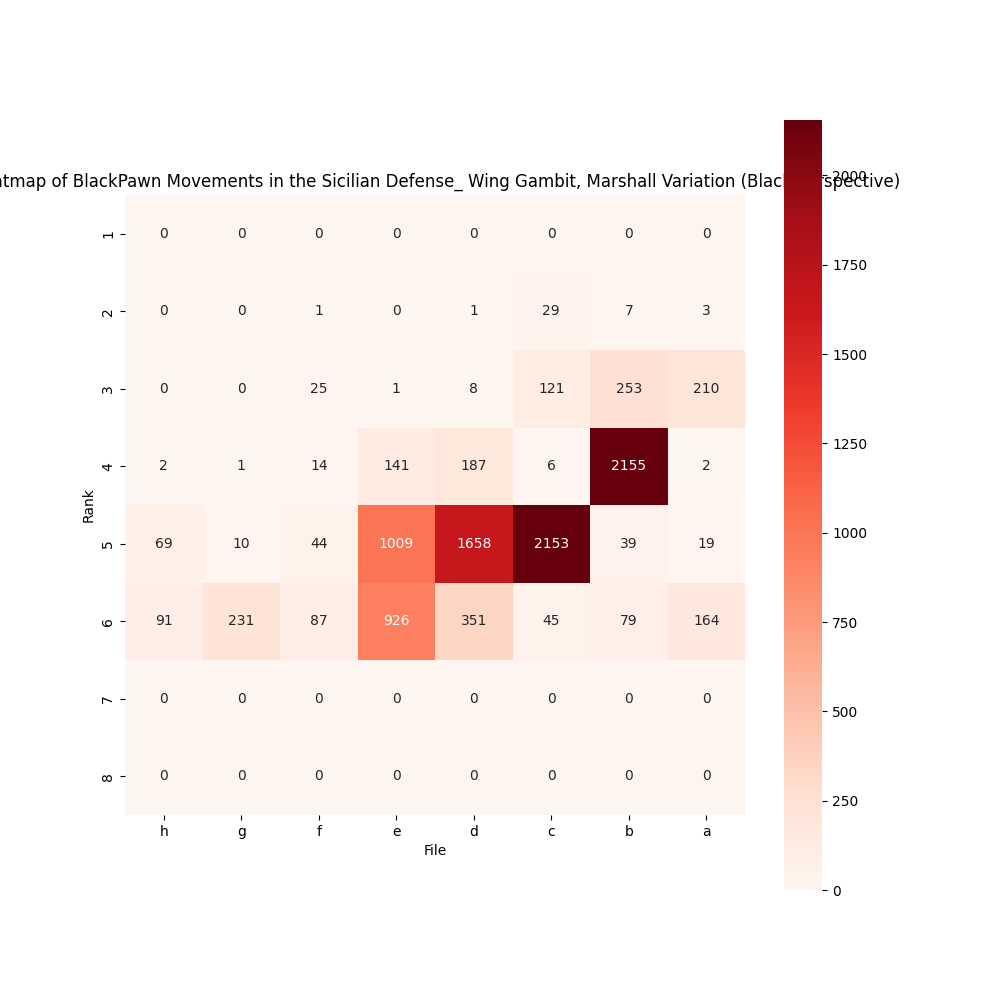 atmap of BlackPawn Movements in the Sicilian Defense_ Wing Gambit, Marshall Variation (Blac spective)
1 0 0 0 0 0 0 0 0
2 0 0 1 0 1 29 7 3
3 0 0 25 1 8 121 253 210
4 2 1 14 141 187 6 2155 2
5 69 10 44 1009 1658 2153 39 19
6 91 231 87 926 351 45 79 164
7 0 0 0 0 0 0 0 0
8 0 0 0 0 0 0 0 0
h g f e d c b a
Rank
File
2000
1750
1500
1250
1000
750
500
250
0